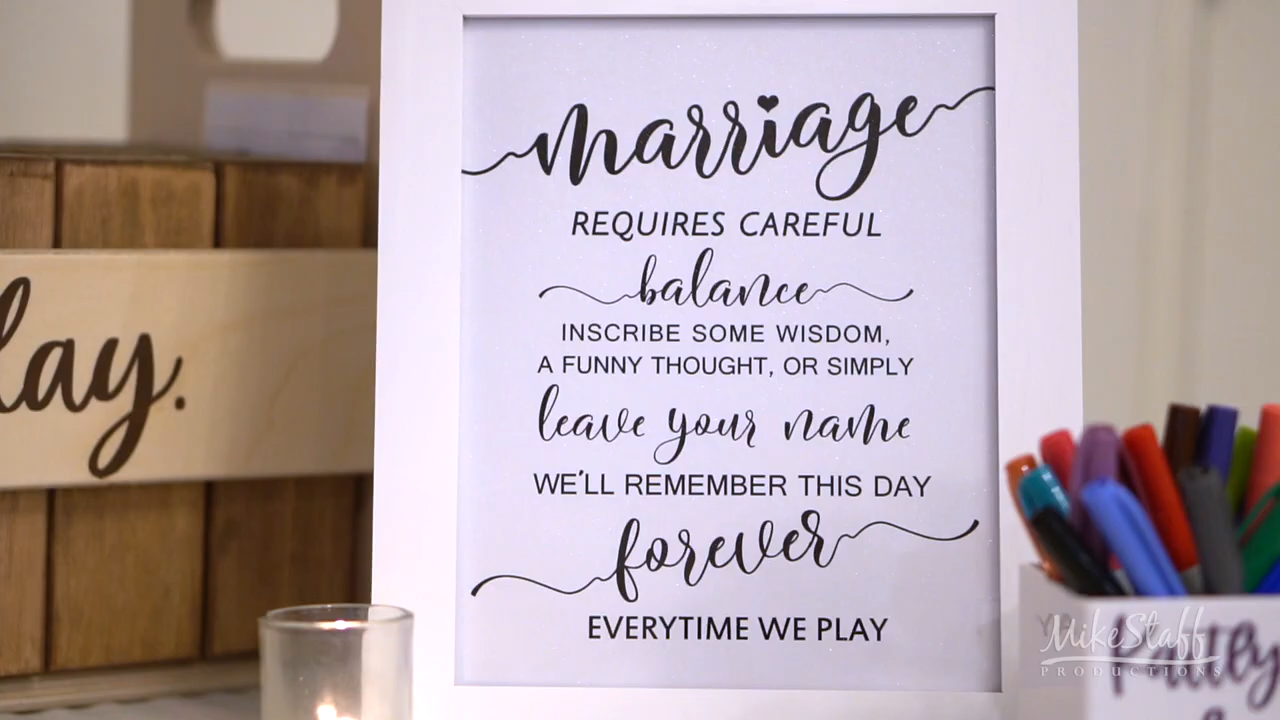 marriage
REQUIRES CAREFUL
balance
INSCRIBE SOME WISDOM,
A FUNNY THOUGHT, OR SIMPLY
leave your name
WE'LL REMEMBER THIS DAY
forever
EVERYTIME WE PLAY
lay.
MikeStaff
PRODUCTIONS